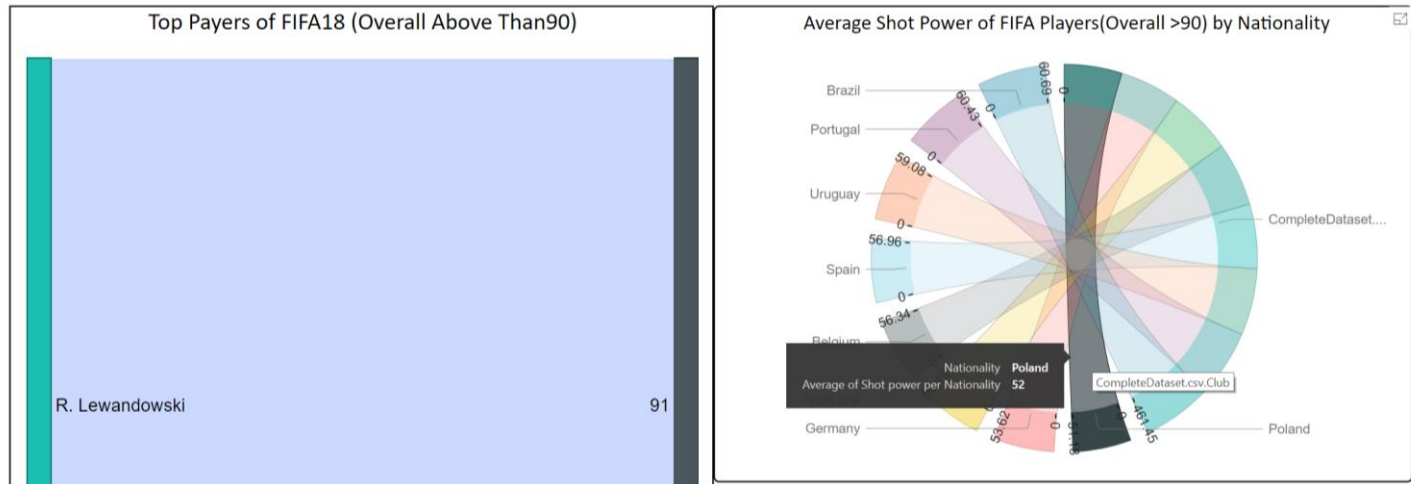 Top Payers of FIFA18 (Overall Above Than90)
R. Lewandowski
91
Average Shot Power of FIFA Players(Overall >90) by Nationality
Brazil
60.69
0
0
Portugal
60.43
0
Uruguay
59.08
0
Spain
56.96
0
Belgium
56.34
CompleteDataset....
Nationality Poland
Average of Shot power per Nationality 52
CompleteDataset.csv.Club
Germany
53.62
0
51.18
0
461.45
Poland